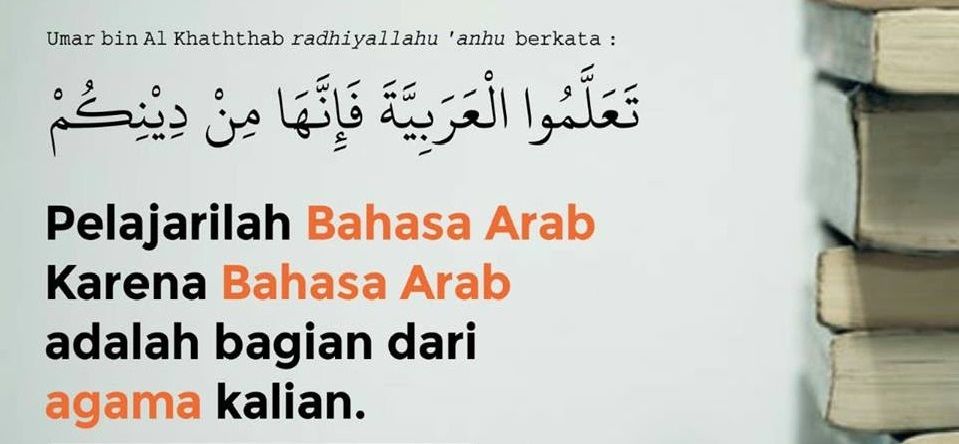 Umar bin Al Khaththab radhiyallahu 'anhu berkata :
تَعَلَّمُوا الْعَرَبِيَّةَ فَإِنَّهَا مِنْ دِيْنِكُمْ
Pelajarilah Bahasa Arab
Karena Bahasa Arab
adalah bagian dari
agama kalian.